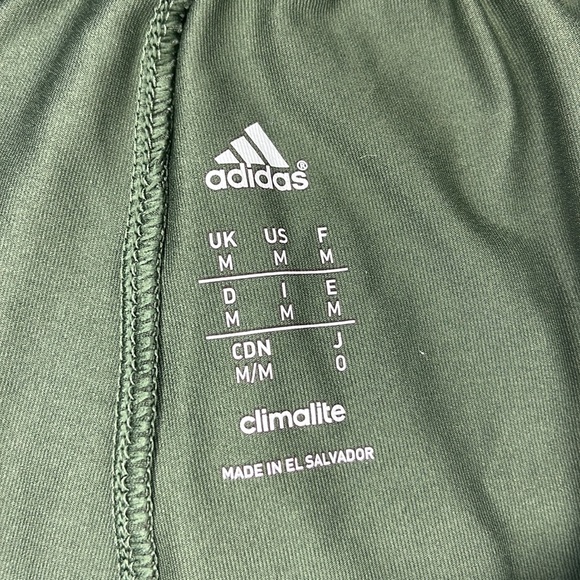 adidas®
UK US F
M M M
D I E
M M M
CDN J
M/M O
climalite
MADE IN EL SALVADOR